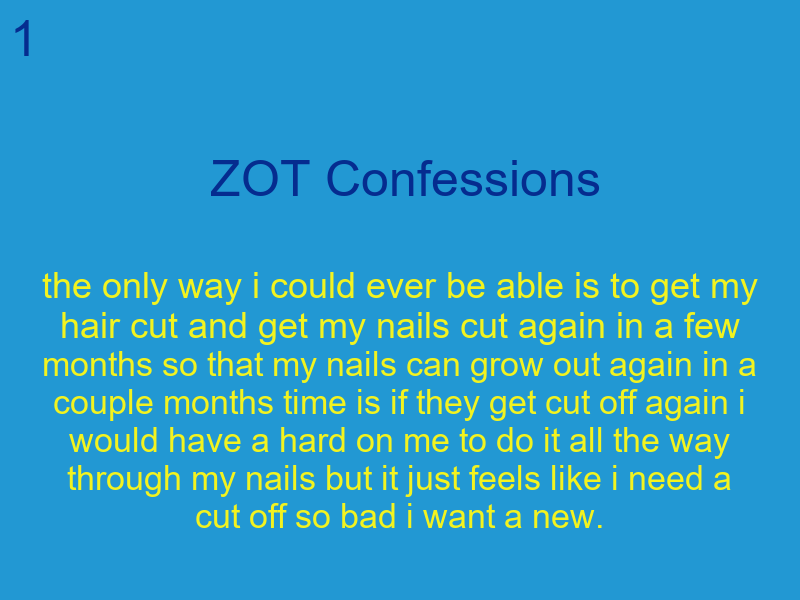 1
ZOT Confessions
the only way i could ever be able is to get my
hair cut and get my nails cut again in a few
months so that my nails can grow out again in a
couple months time is if they get cut off again i
would have a hard on me to do it all the way
through my nails but it just feels like i need a
cut off so bad i want a new.